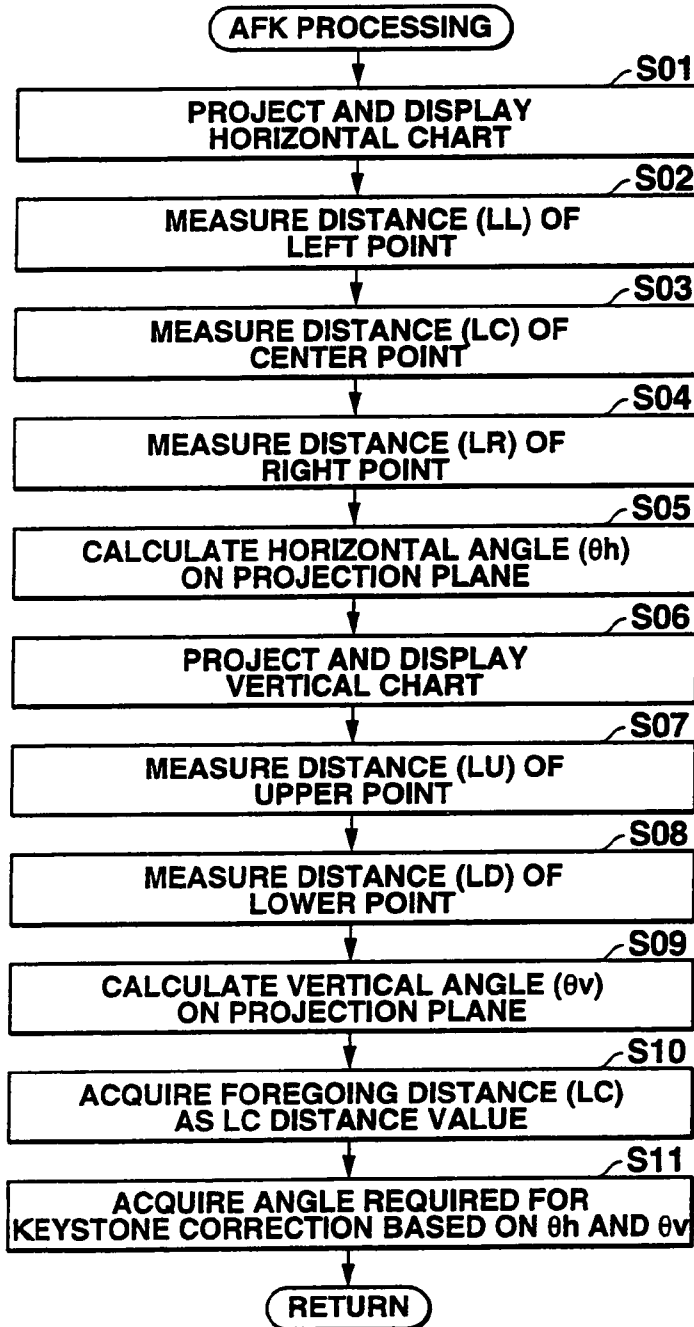 AFK PROCESSING
S01
PROJECT AND DISPLAY
HORIZONTAL CHART
S02
MEASURE DISTANCE (LL) OF
LEFT POINT
S03
MEASURE DISTANCE (LC) OF
CENTER POINT
S04
MEASURE DISTANCE (LR) OF
RIGHT POINT
S05
CALCULATE HORIZONTAL ANGLE (θh)
ON PROJECTION PLANE
S06
PROJECT AND DISPLAY
VERTICAL CHART
S07
MEASURE DISTANCE (LU) OF
UPPER POINT
S08
MEASURE DISTANCE (LD) OF
LOWER POINT
S09
CALCULATE VERTICAL ANGLE (θv)
ON PROJECTION PLANE
S10
ACQUIRE FOREGOING DISTANCE (LC)
AS LC DISTANCE VALUE
S11
ACQUIRE ANGLE REQUIRED FOR
KEYSTONE CORRECTION BASED ON θh AND θv
RETURN